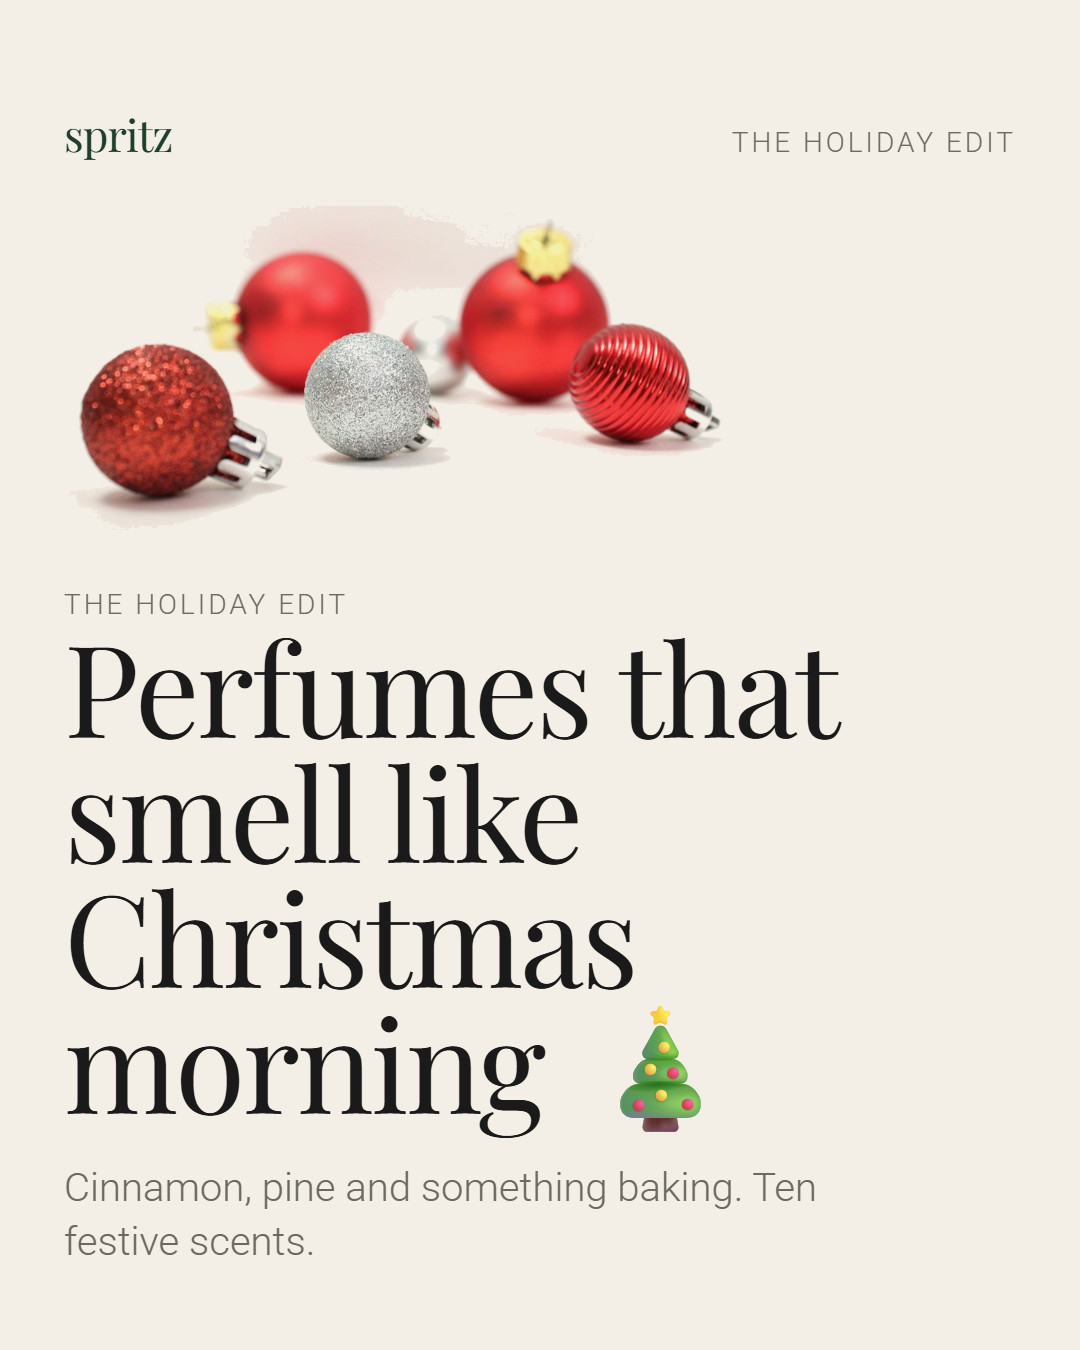 spritz
THE HOLIDAY EDIT
THE HOLIDAY EDIT
Perfumes that
smell like
Christmas
morning 🎄
Cinnamon, pine and something baking. Ten
festive scents.